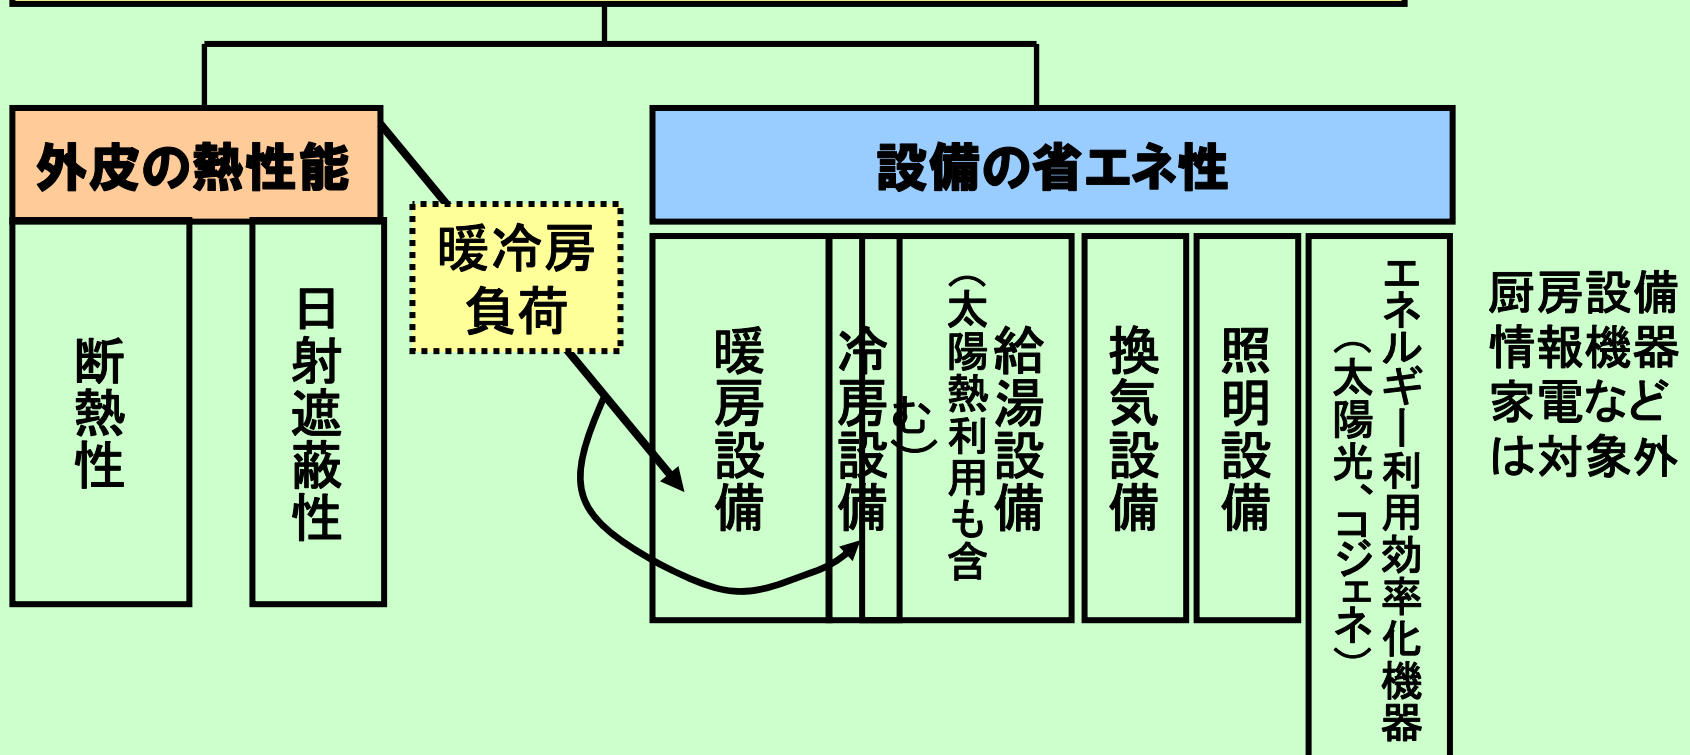 外皮の熱性能
設備の省エネ性
暖冷房
負荷
断熱性
日射遮蔽性
暖房設備
冷房設備
給湯設備
（太陽熱利用も含
む）
換気設備
照明設備
エネルギー利用効率化機器
（太陽光、コジェネ）
厨房設備
情報機器
家電など
は対象外